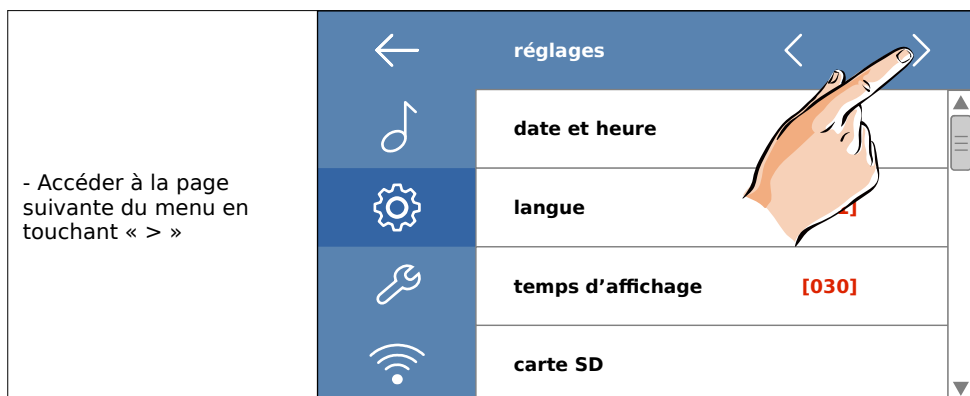 - Accéder à la page
suivante du menu en
touchant « > »
réglages
date et heure
langue
temps d’affichage [030]
carte SD